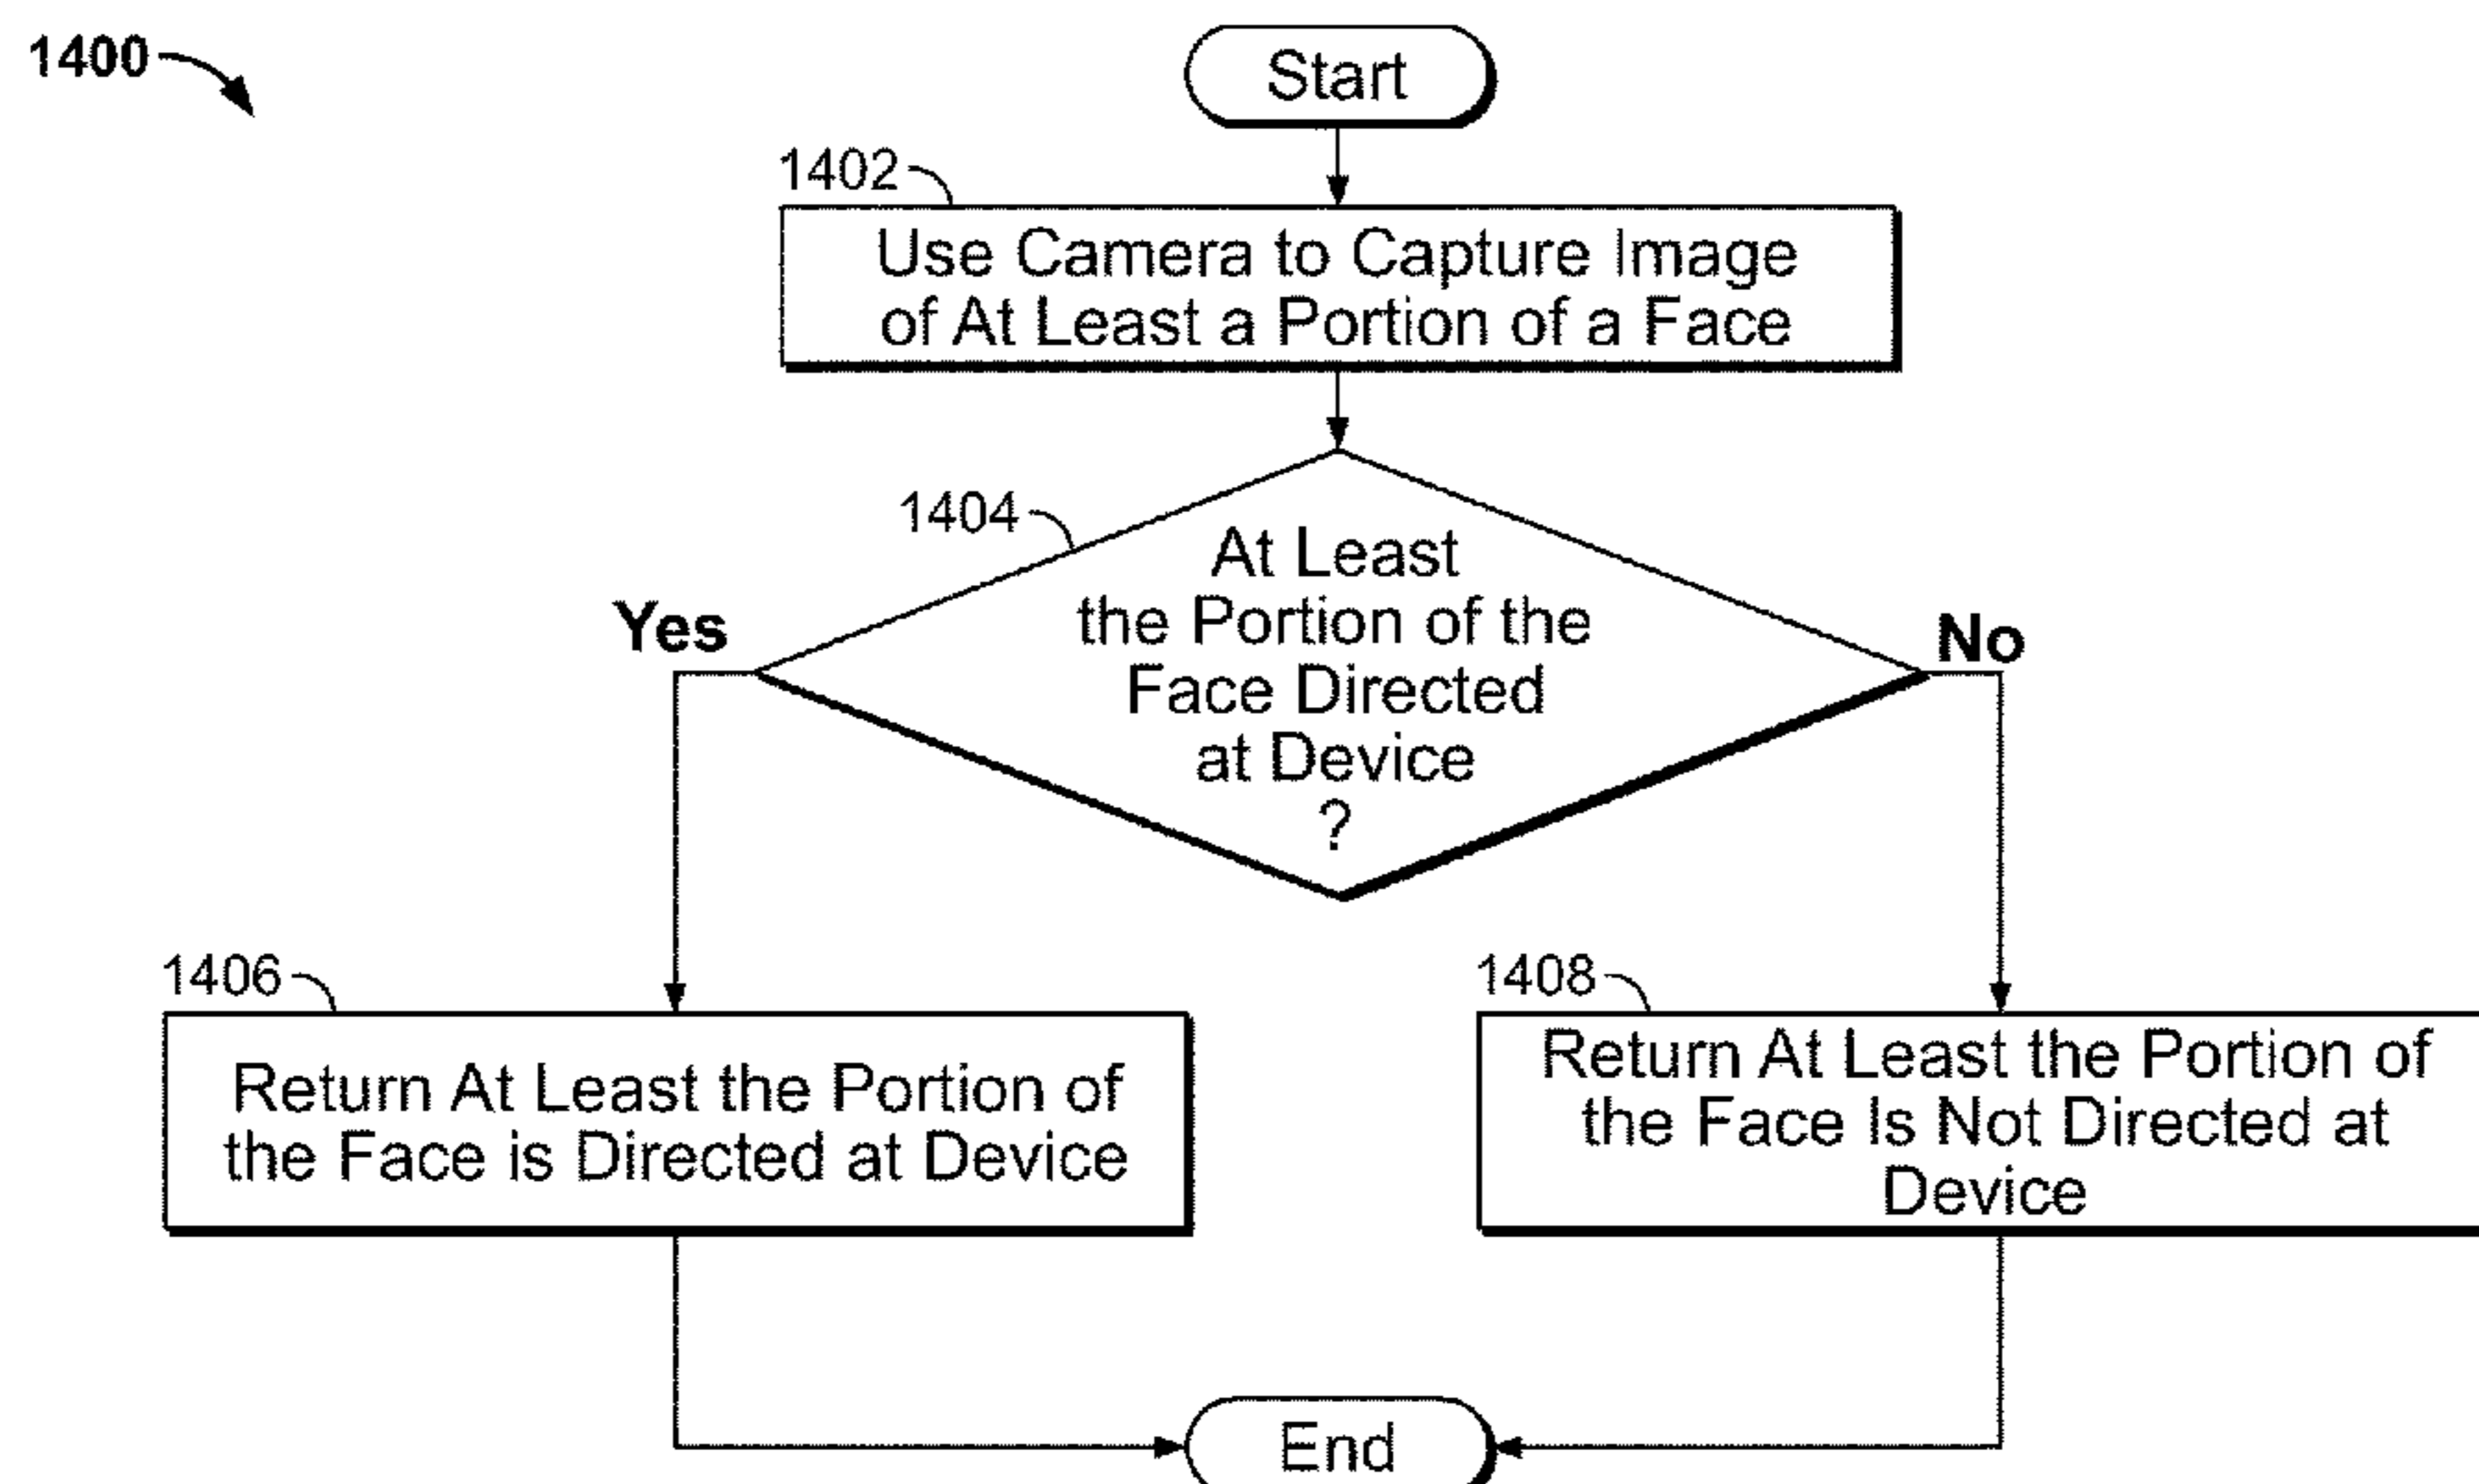 1400
Start
1402
Use Camera to Capture Image
of At Least a Portion of a Face
1404
At Least
the Portion of the
Face Directed
at Device
?
Yes
No
1406
Return At Least the Portion of
the Face is Directed at Device
1408
Return At Least the Portion of
the Face Is Not Directed at
Device
End